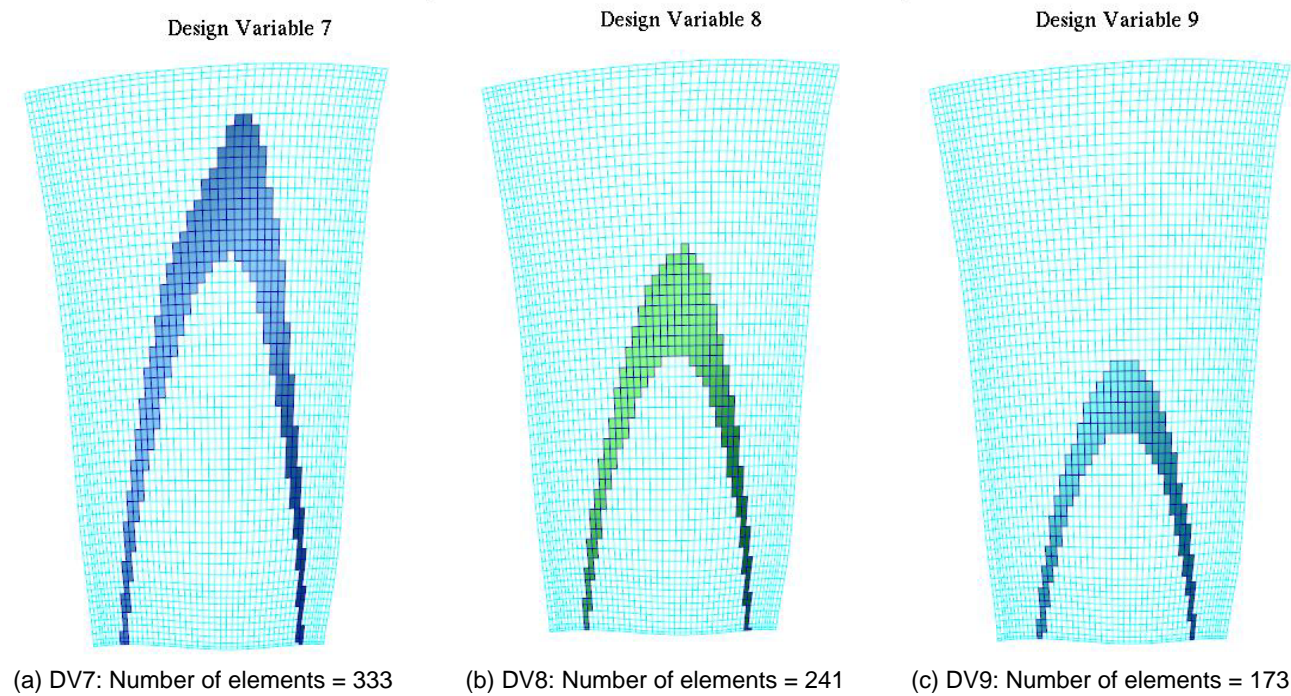 Design Variable 7
Design Variable 8
Design Variable 9
(a) DV7: Number of elements = 333
(b) DV8: Number of elements = 241
(c) DV9: Number of elements = 173